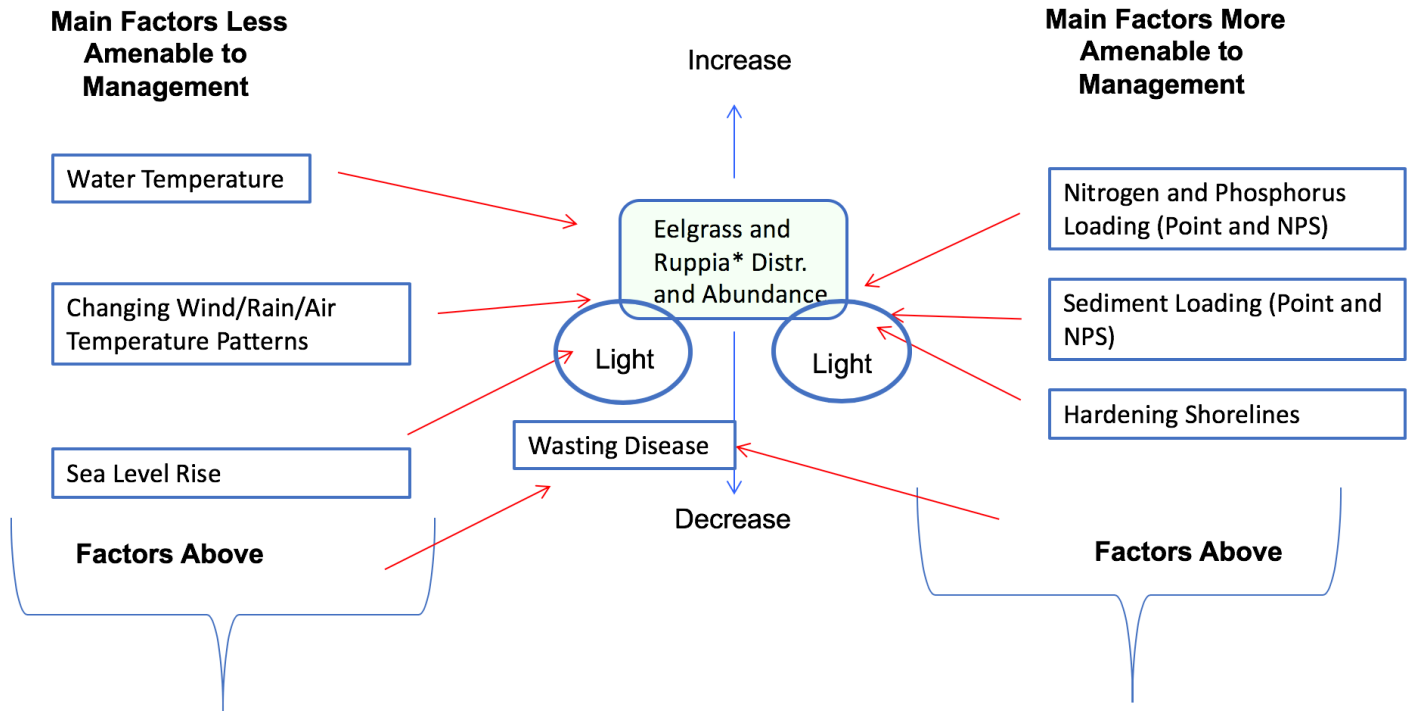 Main Factors Less
Amenable to
Management
Main Factors More
Amenable to
Management
Increase
Water Temperature
Nitrogen and Phosphorus
Loading (Point and NPS)
Eelgrass and
Ruppia* Distr.
and Abundance
Changing Wind/Rain/Air
Temperature Patterns
Sediment Loading (Point and
NPS)
Light
Light
Hardening Shorelines
Wasting Disease
Sea Level Rise
Decrease
Factors Above
Factors Above